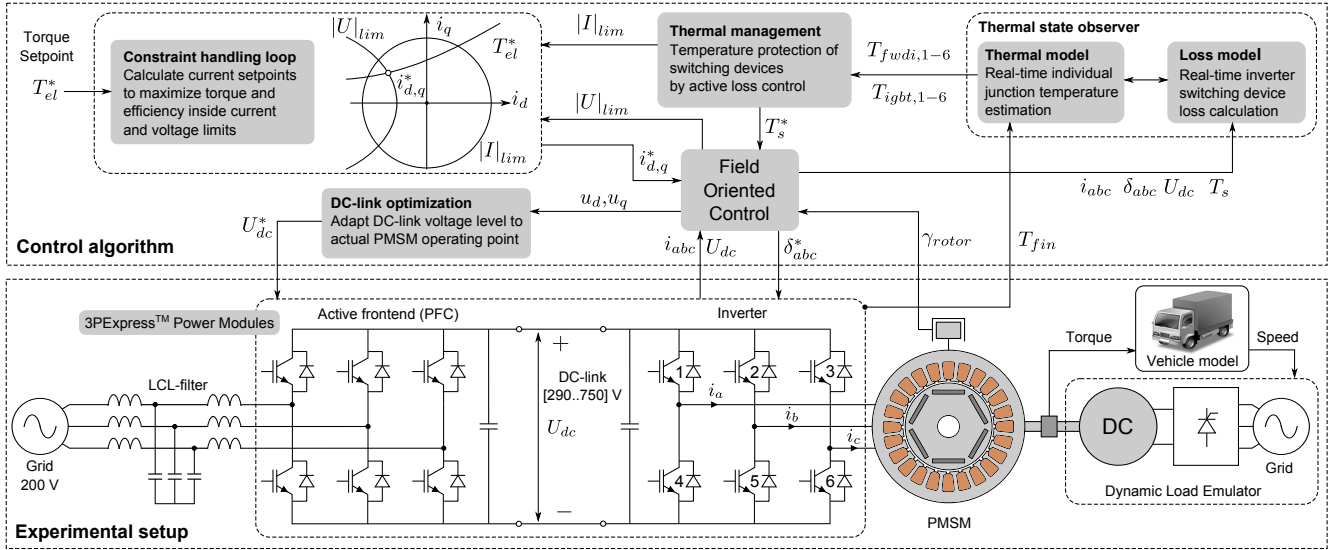 Torque
Setpoint
T*el
Constraint handling loop
Calculate current setpoints
to maximize torque and
efficiency inside current
and voltage limits
|U|lim
iq
T*el
i*d,q
id
|I|lim
|I|lim
|U|lim
i*d,q
Thermal management
Temperature protection of
switching devices
by active loss control
T*s
Tfwdi,1−6
Tigbt,1−6
Thermal state observer
Thermal model
Real-time individual
junction temperature
estimation
Loss model
Real-time inverter
switching device
loss calculation
Field
Oriented
Control
iabc δabc Udc Ts
DC-link optimization
Adapt DC-link voltage level to
actual PMSM operating point
ud,uq
U*dc
iabc Udc
δ*abc
γrotor
Tfin
Control algorithm
3PExpress™ Power Modules
Active frontend (PFC)
Inverter
LCL-filter
Grid
200 V
+
DC-link
[290..750] V
Udc
−
1
2
3
4
5
6
ia
ib
ic
PMSM
Torque
Vehicle model
Speed
DC
Grid
Dynamic Load Emulator
Experimental setup